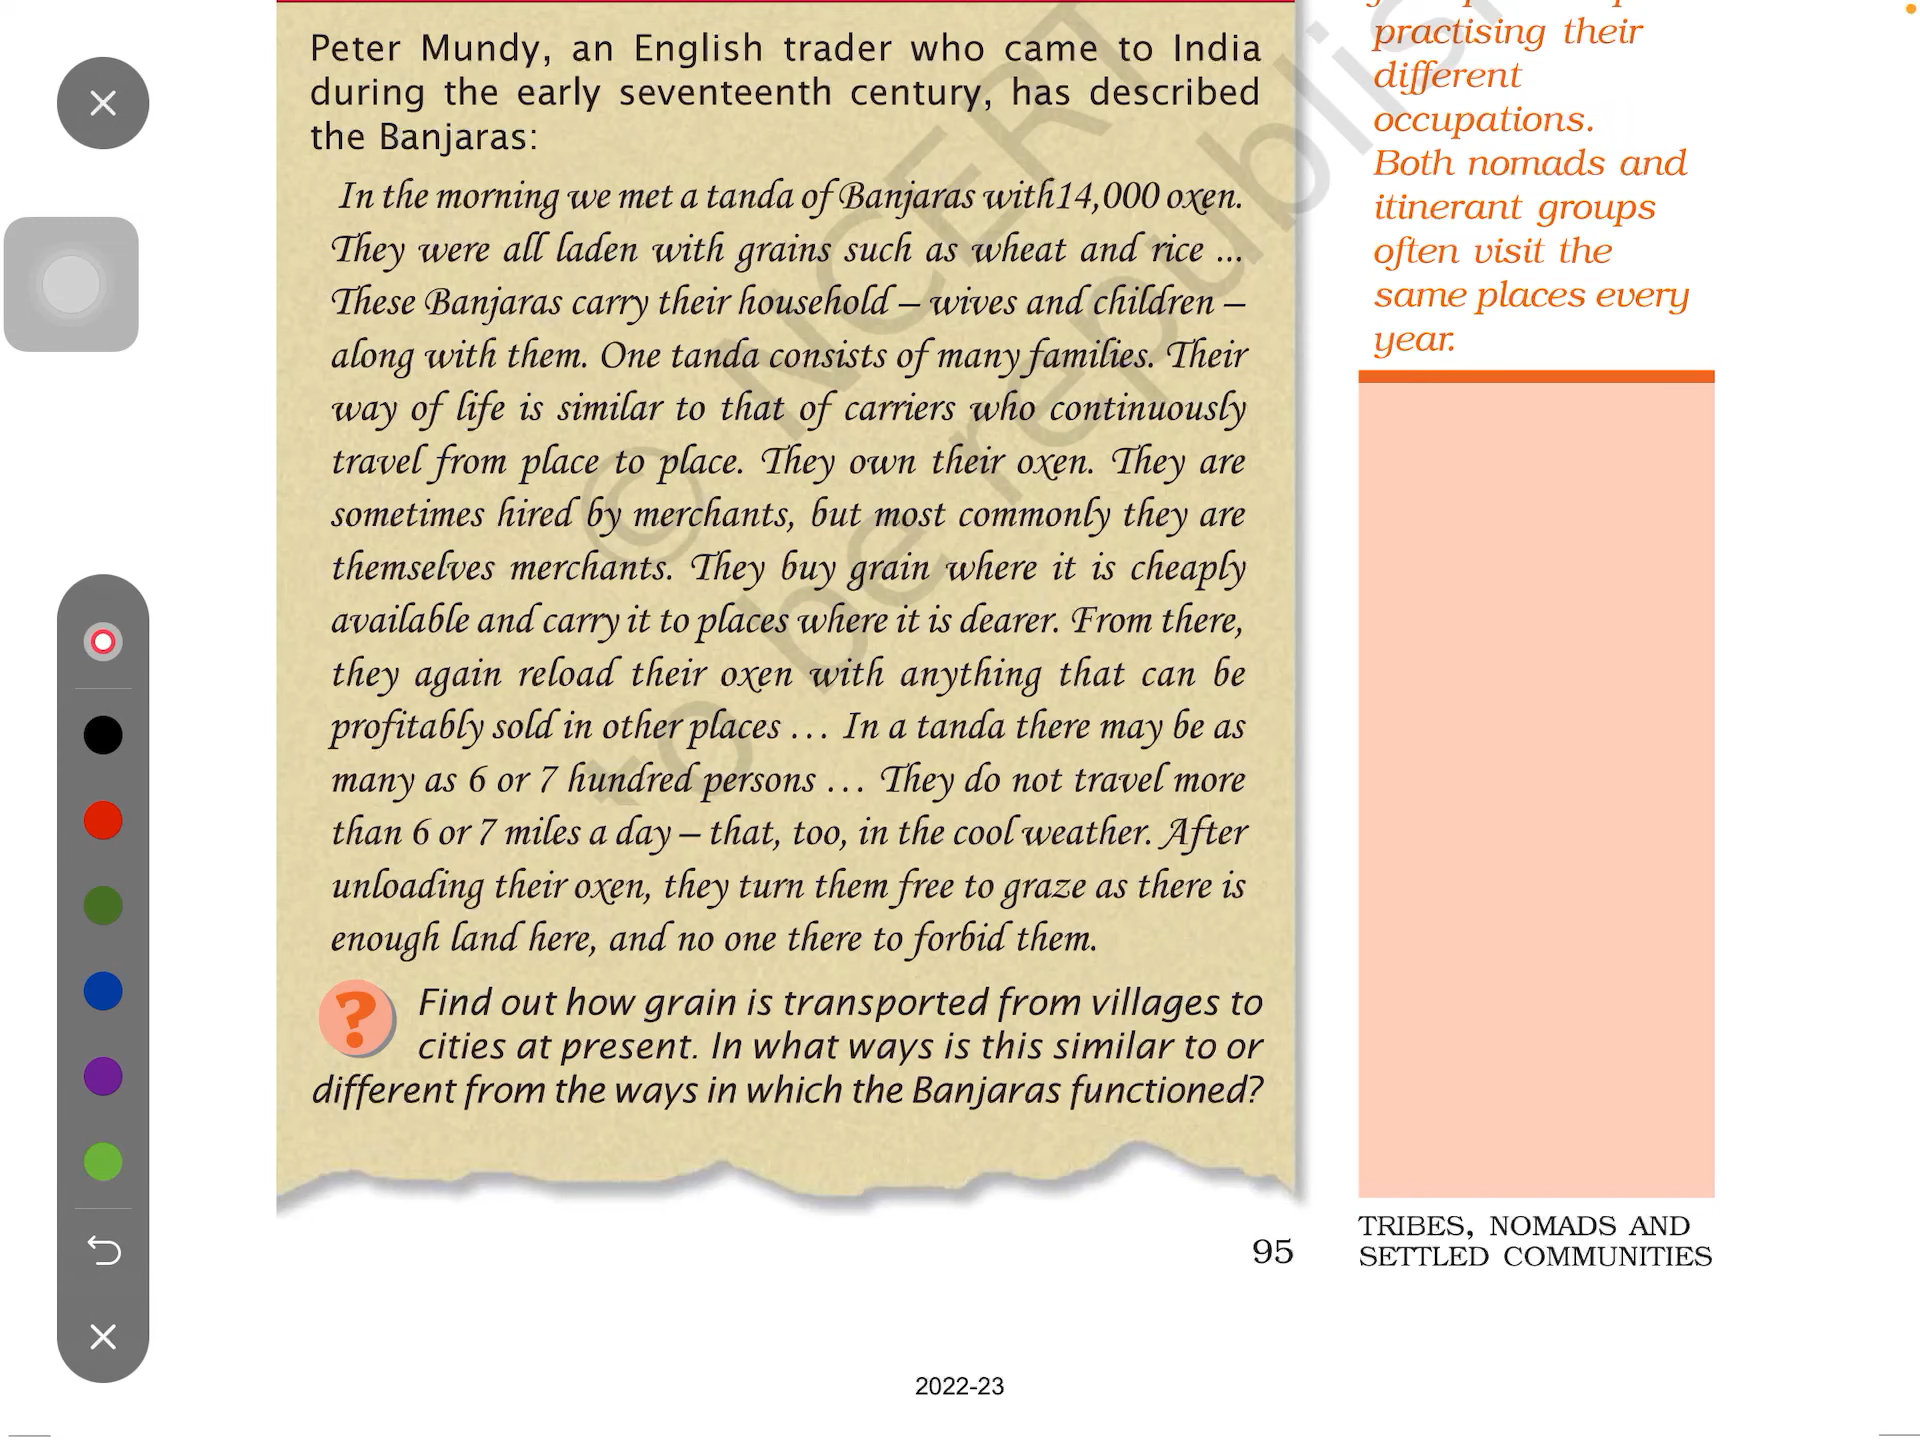 Peter Mundy, an English trader who came to India
during the early seventeenth century, has described
the Banjaras:
In the morning we met a tanda of Banjaras with14,000 oxen.
They were all laden with grains such as wheat and rice ...
These Banjaras carry their household – wives and children –
along with them. One tanda consists of many families. Their
way of life is similar to that of carriers who continuously
travel from place to place. They own their oxen. They are
sometimes hired by merchants, but most commonly they are
themselves merchants. They buy grain where it is cheaply
available and carry it to places where it is dearer. From there,
they again reload their oxen with anything that can be
profitably sold in other places … In a tanda there may be as
many as 6 or 7 hundred persons … They do not travel more
than 6 or 7 miles a day – that, too, in the cool weather. After
unloading their oxen, they turn them free to graze as there is
enough land here, and no one there to forbid them.
?
Find out how grain is transported from villages to
cities at present. In what ways is this similar to or
different from the ways in which the Banjaras functioned?
practising their
different
occupations.
Both nomads and
itinerant groups
often visit the
same places every
year.
95
TRIBES, NOMADS AND
SETTLED COMMUNITIES
2022-23
© NCERT
to be republis